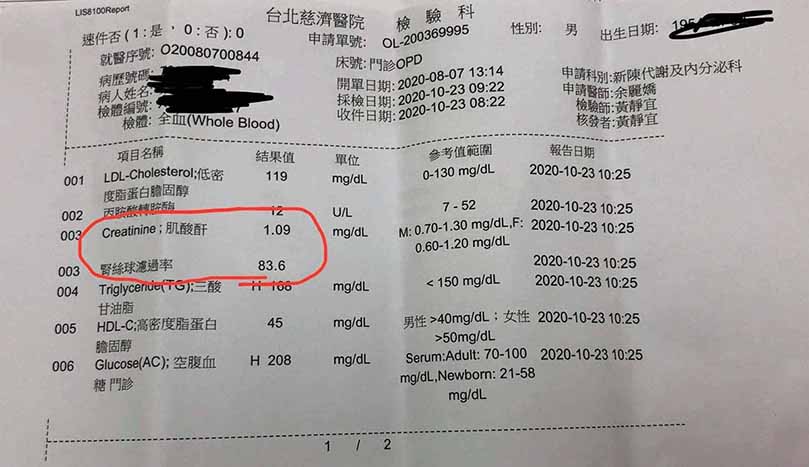 LIS8100Report
台北慈濟醫院 檢驗科
速件否 (1:是,0:否):0
申請單號: OL-200369995
性別: 男 出生日期: 195
就醫序號: O20080700844
床號: 門診OPD
病歷號碼:
開單日期: 2020-08-07 13:14
申請科別: 新陳代謝及內分泌科
病人姓名:
採檢日期: 2020-10-23 09:22
申請醫師: 余麗嬌
檢體編號:
收件日期: 2020-10-23 08:22
檢驗師: 黃靜宜
檢體: 全血(Whole Blood)
核發者: 黃靜宜
項目名稱 結果值 單位 參考值範圍 報告日期
001 LDL-Cholesterol;低密 119 mg/dL 0-130 mg/dL 2020-10-23 10:25
度脂蛋白膽固醇
002 丙胺酸轉胺酶 12 U/L 7 - 52 2020-10-23 10:25
003 Creatinine ; 肌酸酐 1.09 mg/dL M: 0.70-1.30 mg/dL,F: 2020-10-23 10:25
0.60-1.20 mg/dL
003 腎絲球濾過率 83.6 2020-10-23 10:25
004 Triglyceride(TG);三酸 H 168 mg/dL < 150 mg/dL 2020-10-23 10:25
甘油脂
005 HDL-C;高密度脂蛋白 45 mg/dL 男性 >40mg/dL ; 女性 2020-10-23 10:25
膽固醇 >50mg/dL
006 Glucose(AC); 空腹血 H 208 mg/dL Serum:Adult: 70-100 2020-10-23 10:25
糖 門診 mg/dL,Newborn: 21-58
mg/dL
1 / 2